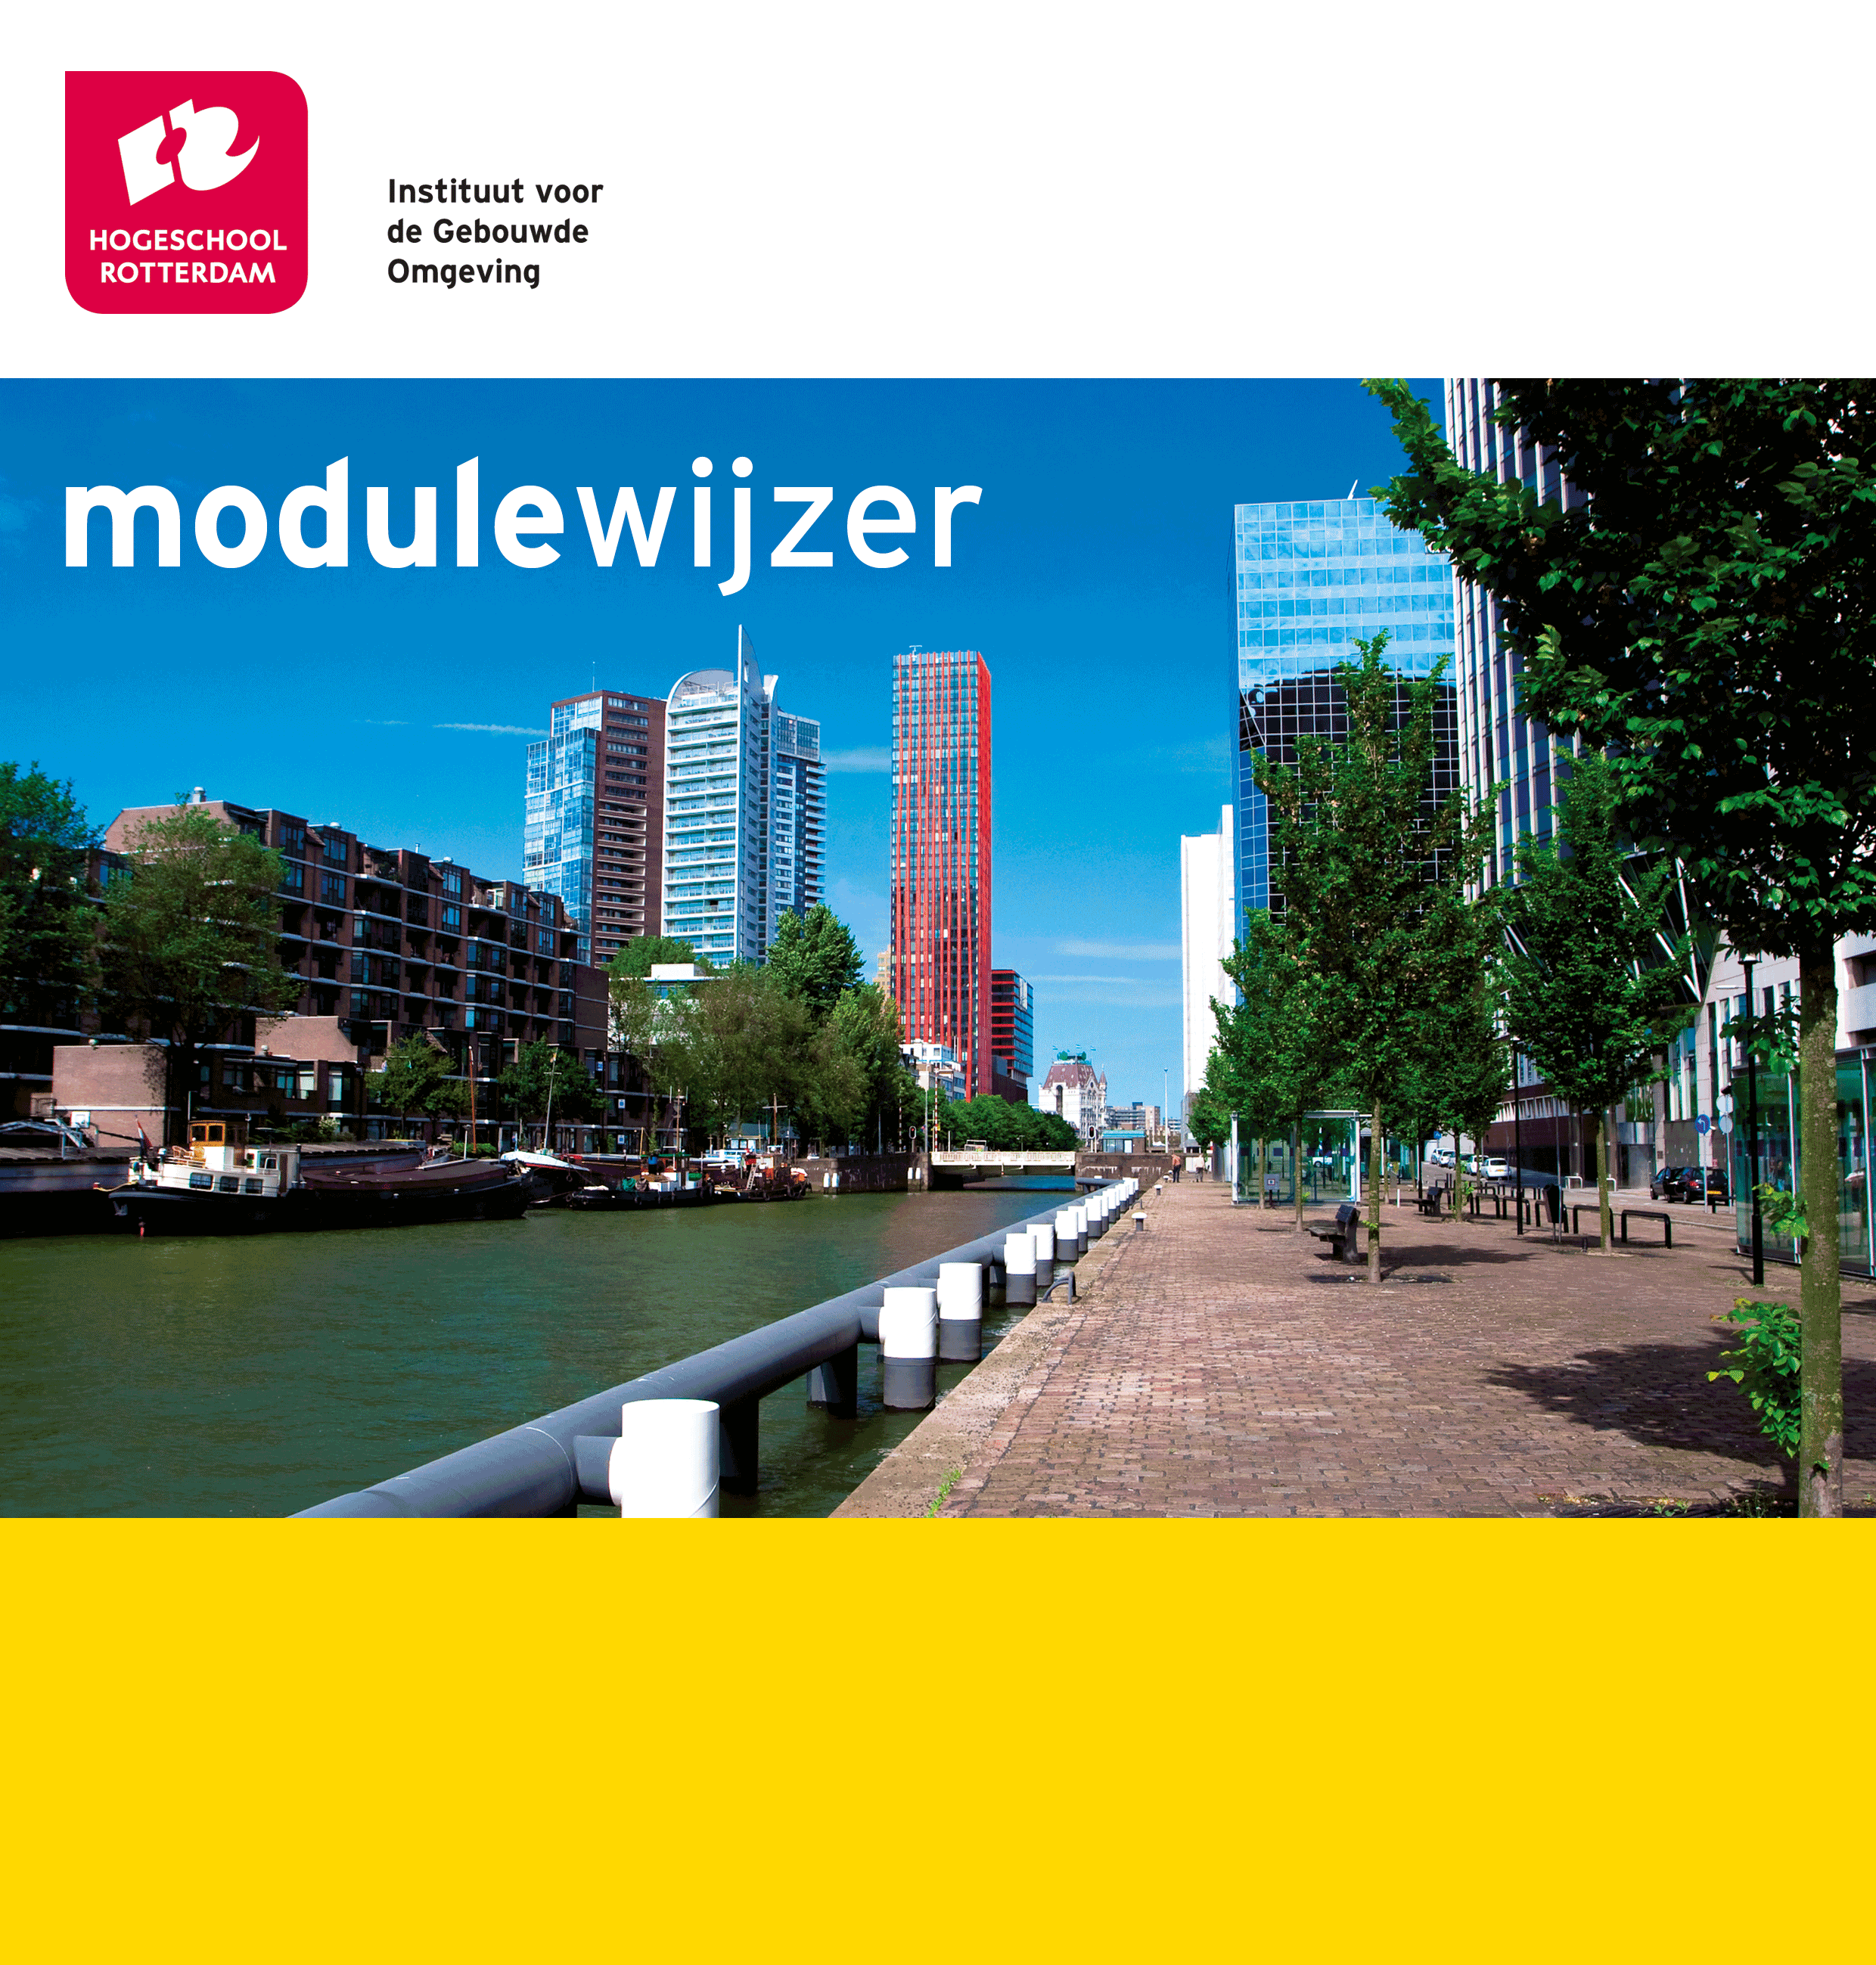 HOGESCHOOL
ROTTERDAM
Instituut voor
de Gebouwde
Omgeving
modulewijzer